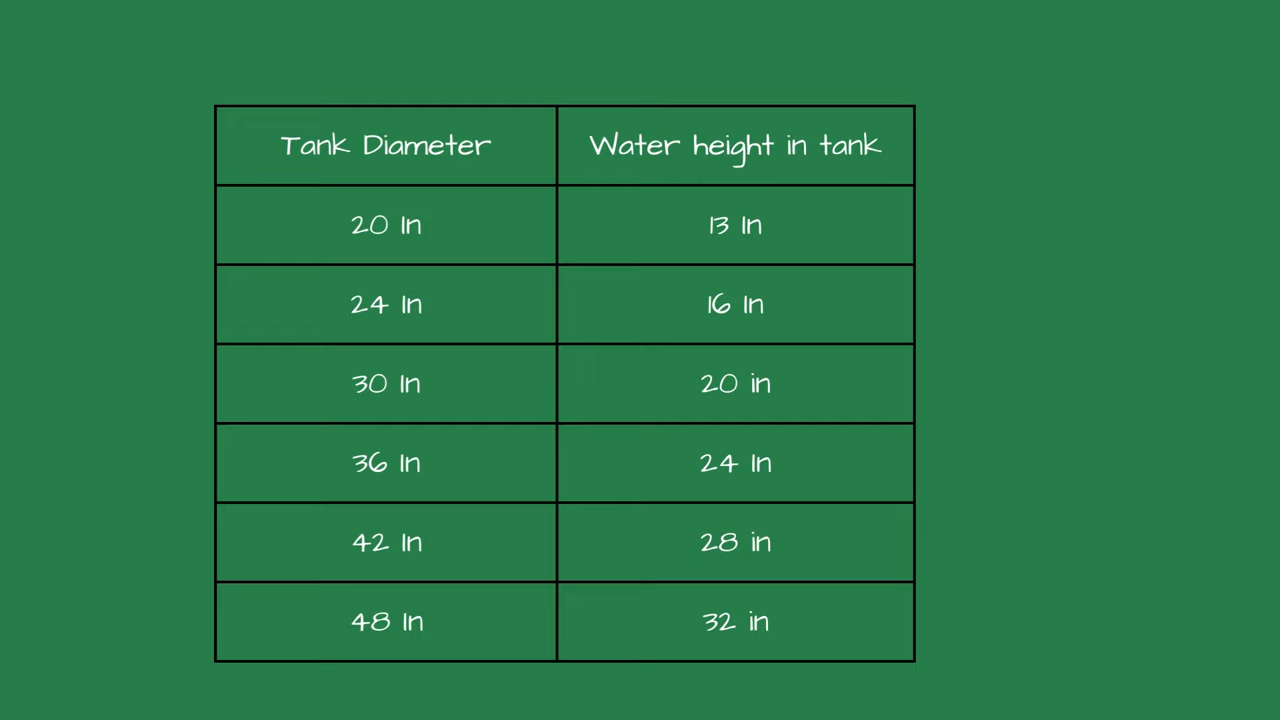 Tank Diameter Water height in tank
20 In 13 In
24 In 16 In
30 In 20 in
36 In 24 In
42 In 28 in
48 In 32 in